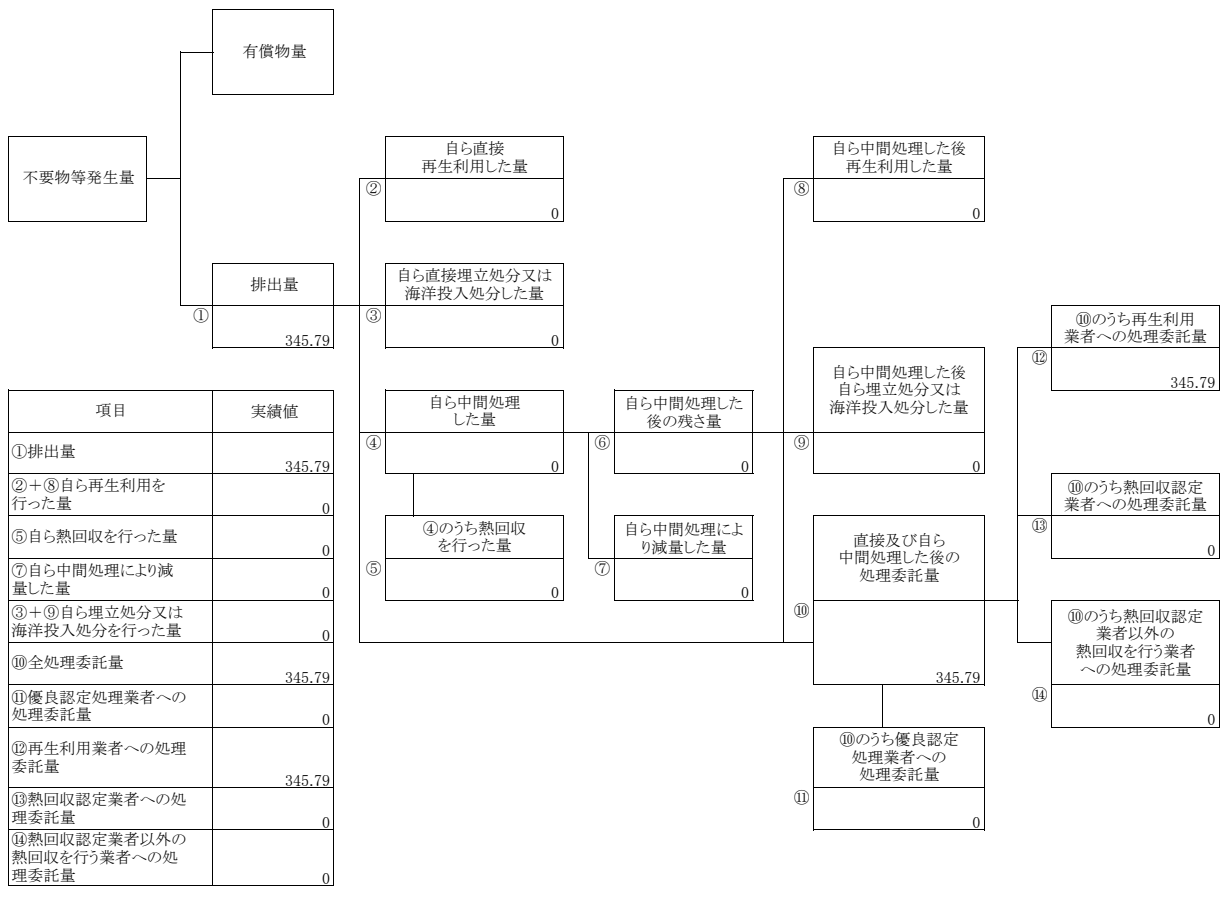 有償物量
不要物等発生量
自ら直接
再生利用した量
②
0
自ら中間処理した後
再生利用した量
⑧
0
排出量
①
345.79
自ら直接埋立処分又は
海洋投入処分した量
③
0
自ら中間処理
した量
④
0
自ら中間処理した
後の残さ量
⑥
0
自ら中間処理した後
自ら埋立処分又は
海洋投入処分した量
⑨
0
⑩のうち再生利用
業者への処理委託量
⑫
345.79
④のうち熱回収
を行った量
⑤
0
自ら中間処理によ
り減量した量
⑦
0
直接及び自ら
中間処理した後の
処理委託量
⑩
345.79
⑩のうち熱回収認定
業者への処理委託量
⑬
0
⑩のうち熱回収認定
業者以外の
熱回収を行う業者
への処理委託量
⑭
0
⑩のうち優良認定
処理業者への
処理委託量
⑪
0
項目 実績値
①排出量
345.79
②＋⑧自ら再生利用を
行った量
0
⑤自ら熱回収を行った量
0
⑦自ら中間処理により減
量した量
0
③＋⑨自ら埋立処分又は
海洋投入処分を行った量
0
⑩全処理委託量
345.79
⑪優良認定処理業者への
処理委託量
0
⑫再生利用業者への処理
委託量
345.79
⑬熱回収認定業者への処
理委託量
0
⑭熱回収認定業者以外の
熱回収を行う業者への処
理委託量
0